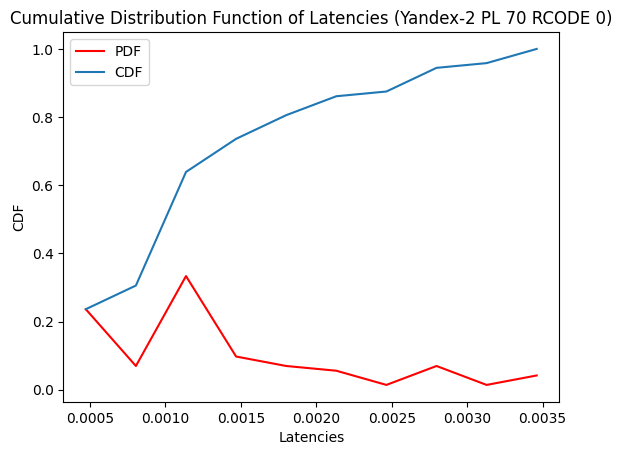 Cumulative Distribution Function of Latencies (Yandex-2 PL 70 RCODE 0)
PDF
CDF
1.0
0.8
0.6
0.4
0.2
0.0
CDF
0.0005 0.0010 0.0015 0.0020 0.0025 0.0030 0.0035
Latencies